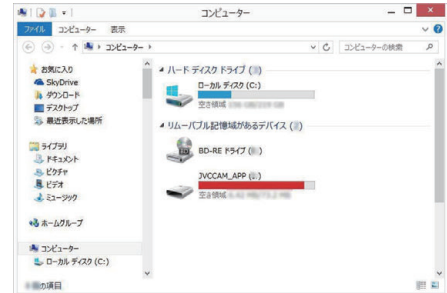 コンピューター
ファイル コンピューター 表示
コンピューター
コンピューターの検索
お気に入り
SkyDrive
ダウンロード
デスクトップ
最近表示した場所
ライブラリ
ドキュメント
ピクチャ
ビデオ
ミュージック
ホームグループ
コンピューター
ローカル ディスク (C:)
ハード ディスク ドライブ
ローカル ディスク (C:)
空き領域
リムーバブル記憶域があるデバイス
BD-RE ドライブ
JVCCAM_APP
空き領域
の項目